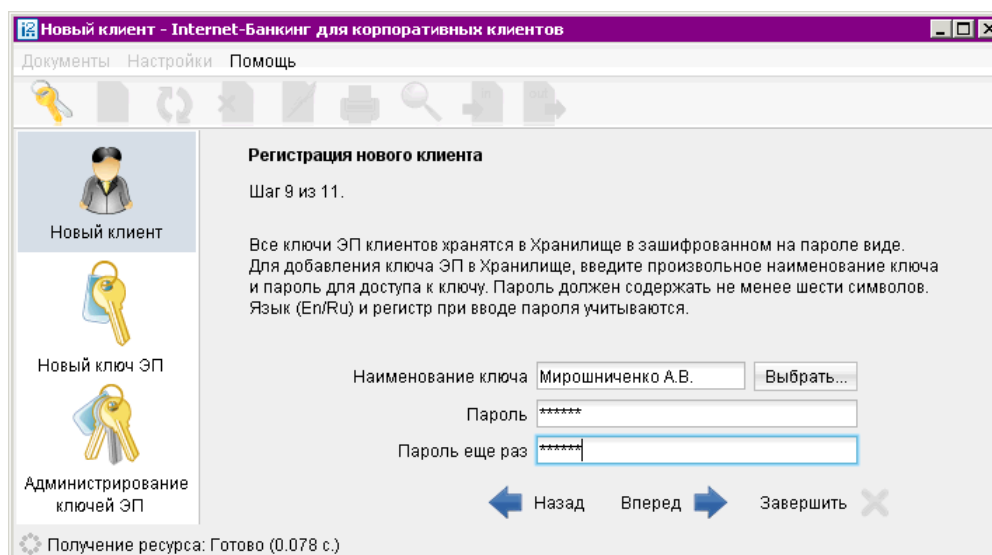 Новый клиент - Internet-Банкинг для корпоративных клиентов
Документы Настройки Помощь
in out
Новый клиент
Новый ключ ЭП
Администрирование
ключей ЭП
Регистрация нового клиента
Шаг 9 из 11.
Все ключи ЭП клиентов хранятся в Хранилище в зашифрованном на пароле виде.
Для добавления ключа ЭП в Хранилище, введите произвольное наименование ключа
и пароль для доступа к ключу. Пароль должен содержать не менее шести символов.
Язык (En/Ru) и регистр при вводе пароля учитываются.
Наименование ключа Мирошниченко А.В. Выбрать...
Пароль ******
Пароль еще раз ******
Назад Вперед Завершить
Получение ресурса: Готово (0.078 с.)